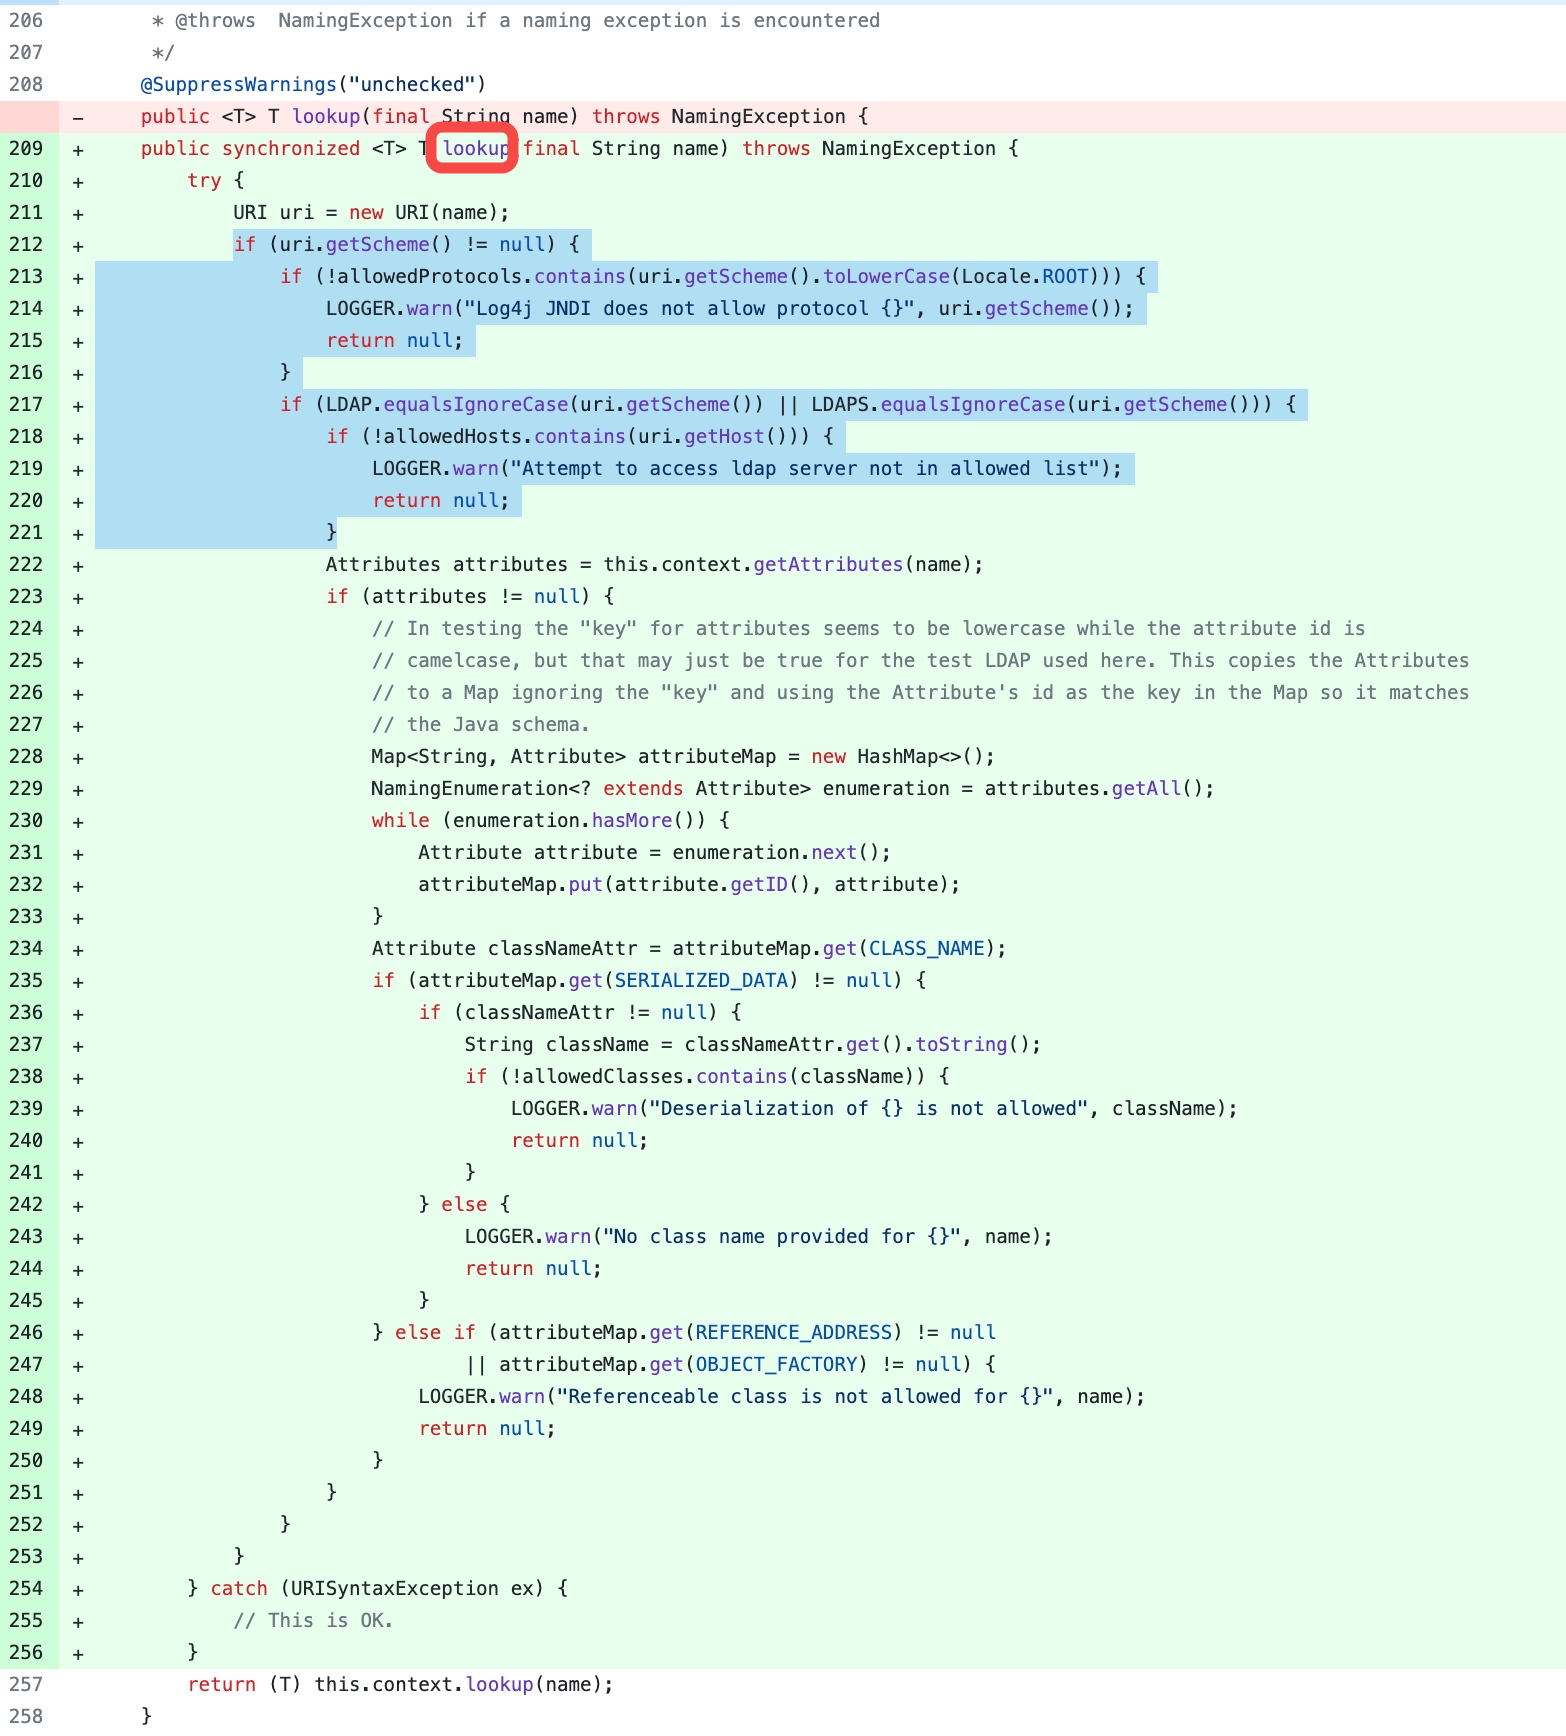 206 * @throws  NamingException if a naming exception is encountered
207 */
208 @SuppressWarnings("unchecked")
- public <T> T lookup(final String name) throws NamingException {
209 + public synchronized <T> T lookup(final String name) throws NamingException {
210 + try {
211 + URI uri = new URI(name);
212 + if (uri.getScheme() != null) {
213 + if (!allowedProtocols.contains(uri.getScheme().toLowerCase(Locale.ROOT))) {
214 + LOGGER.warn("Log4j JNDI does not allow protocol {}", uri.getScheme());
215 + return null;
216 + }
217 + if (LDAP.equalsIgnoreCase(uri.getScheme()) || LDAPS.equalsIgnoreCase(uri.getScheme())) {
218 + if (!allowedHosts.contains(uri.getHost())) {
219 + LOGGER.warn("Attempt to access ldap server not in allowed list");
220 + return null;
221 + }
222 + Attributes attributes = this.context.getAttributes(name);
223 + if (attributes != null) {
224 + // In testing the "key" for attributes seems to be lowercase while the attribute id is
225 + // camelcase, but that may just be true for the test LDAP used here. This copies the Attributes
226 + // to a Map ignoring the "key" and using the Attribute's id as the key in the Map so it matches
227 + // the Java schema.
228 + Map<String, Attribute> attributeMap = new HashMap<>();
229 + NamingEnumeration<? extends Attribute> enumeration = attributes.getAll();
230 + while (enumeration.hasMore()) {
231 + Attribute attribute = enumeration.next();
232 + attributeMap.put(attribute.getID(), attribute);
233 + }
234 + Attribute classNameAttr = attributeMap.get(CLASS_NAME);
235 + if (attributeMap.get(SERIALIZED_DATA) != null) {
236 + if (classNameAttr != null) {
237 + String className = classNameAttr.get().toString();
238 + if (!allowedClasses.contains(className)) {
239 + LOGGER.warn("Deserialization of {} is not allowed", className);
240 + return null;
241 + }
242 + } else {
243 + LOGGER.warn("No class name provided for {}", name);
244 + return null;
245 + }
246 + } else if (attributeMap.get(REFERENCE_ADDRESS) != null
247 + || attributeMap.get(OBJECT_FACTORY) != null) {
248 + LOGGER.warn("Referenceable class is not allowed for {}", name);
249 + return null;
250 + }
251 + }
252 + }
253 + }
254 + } catch (URISyntaxException ex) {
255 + // This is OK.
256 + }
257 return (T) this.context.lookup(name);
258 }